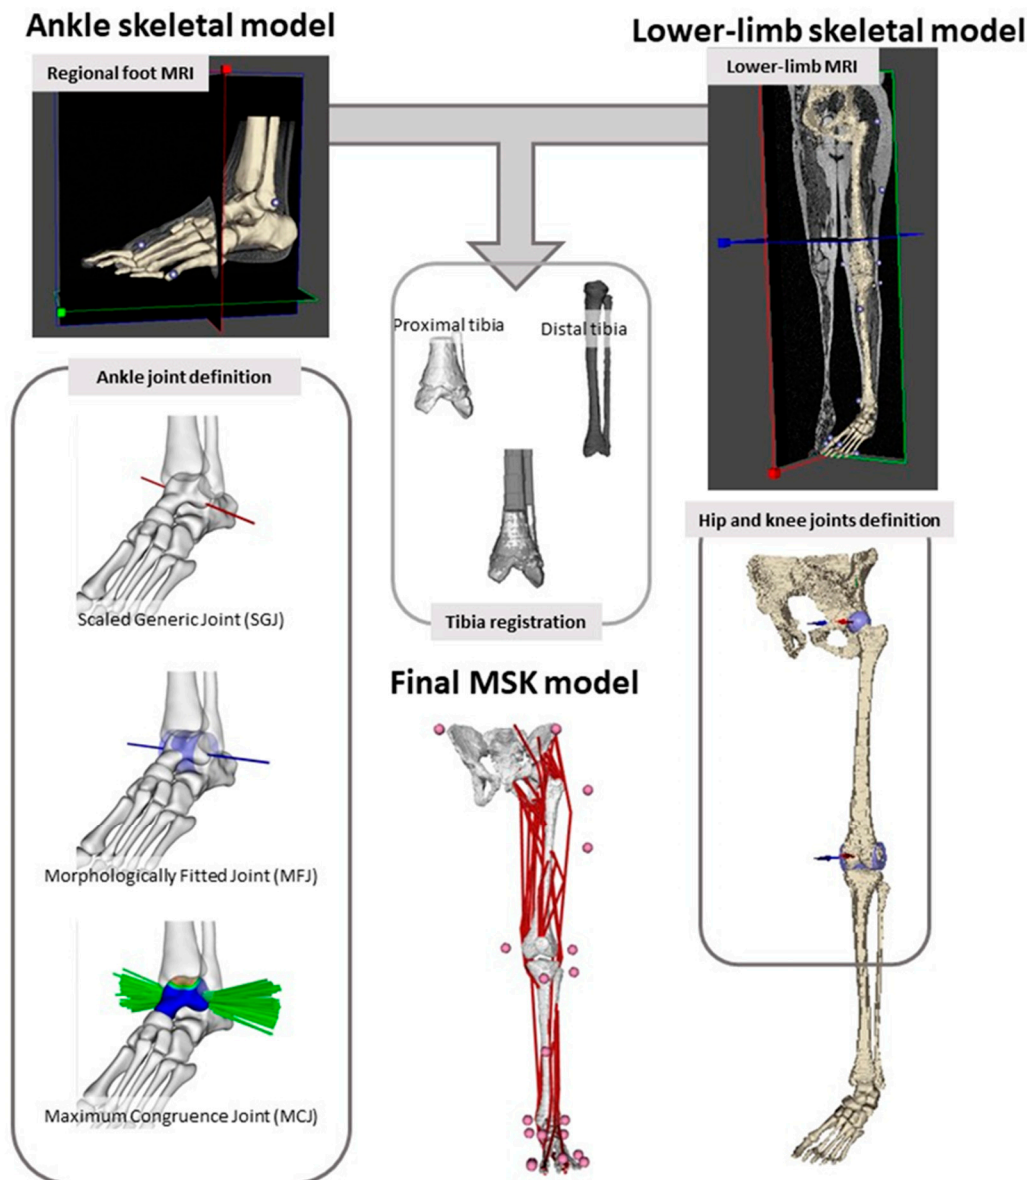 Ankle skeletal model
Lower-limb skeletal model
Regional foot MRI
Lower-limb MRI
Proximal tibia
Distal tibia
Ankle joint definition
Scaled Generic Joint (SGJ)
Morphologically Fitted Joint (MFJ)
Maximum Congruence Joint (MCJ)
Tibia registration
Hip and knee joints definition
Final MSK model